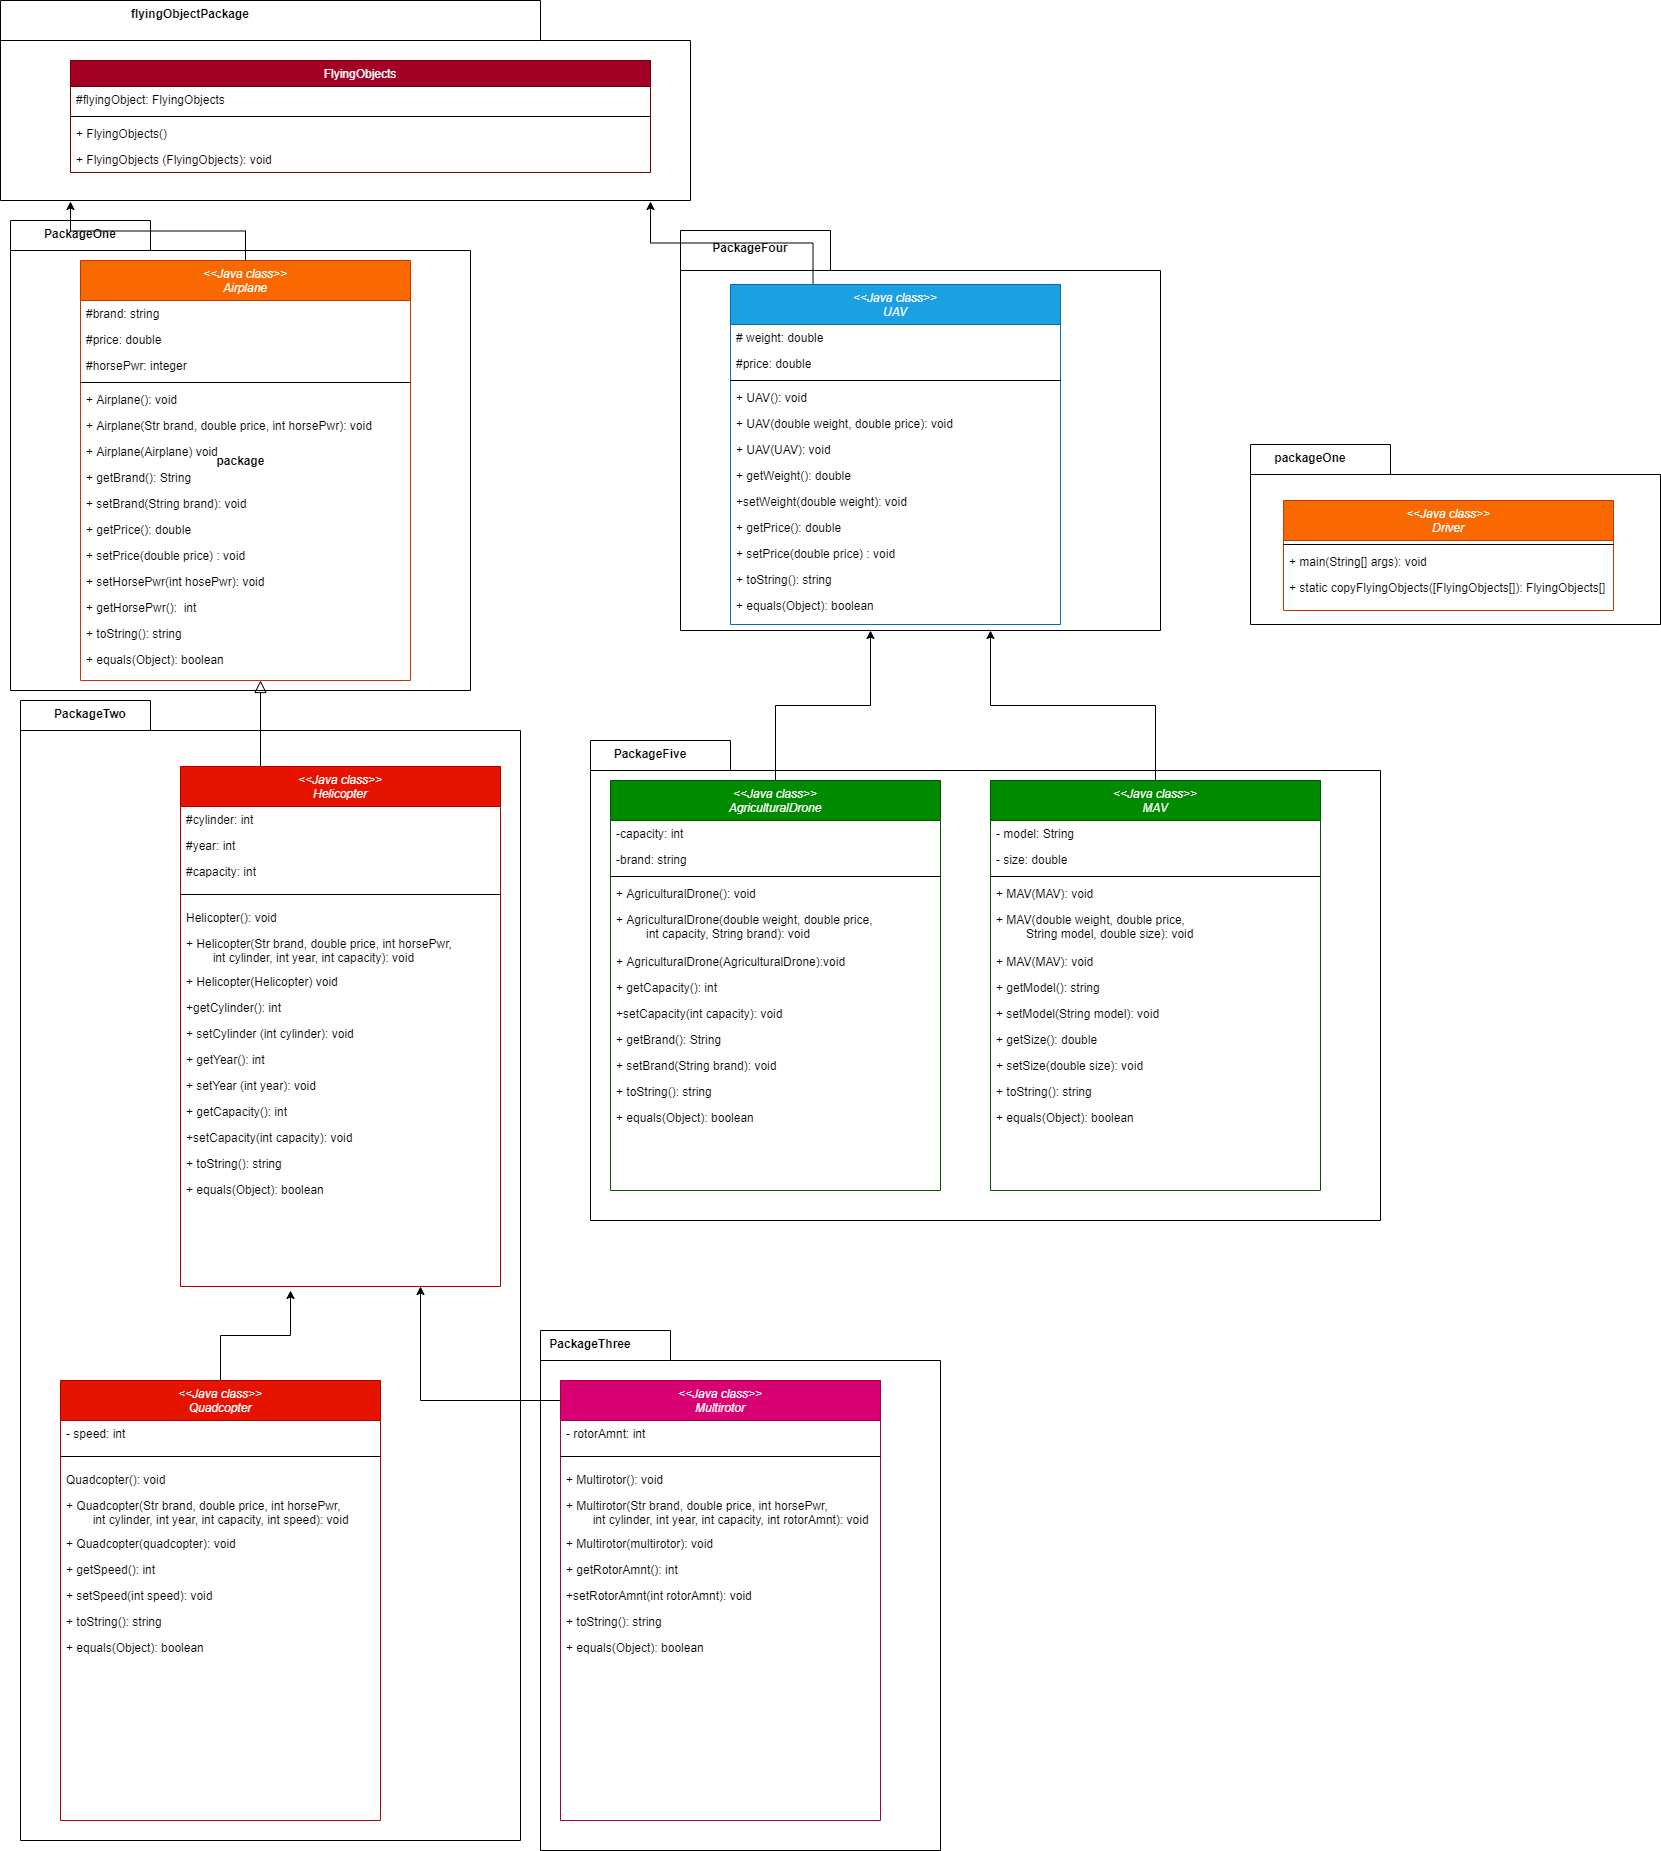 flyingObjectPackage
FlyingObjects
#flyingObject: FlyingObjects
+ FlyingObjects()
+ FlyingObjects (FlyingObjects): void
PackageOne
<<Java class>>
Airplane
#brand: string
#price: double
#horsePwr: integer
+ Airplane(): void
+ Airplane(Str brand, double price, int horsePwr): void
+ Airplane(Airplane) void
package
+ getBrand(): String
+ setBrand(String brand): void
+ getPrice(): double
+ setPrice(double price) : void
+ setHorsePwr(int hosePwr): void
+ getHorsePwr():  int
+ toString(): string
+ equals(Object): boolean
PackageFour
<<Java class>>
UAV
# weight: double
#price: double
+ UAV(): void
+ UAV(double weight, double price): void
+ UAV(UAV): void
+ getWeight(): double
+setWeight(double weight): void
+ getPrice(): double
+ setPrice(double price) : void
+ toString(): string
+ equals(Object): boolean
packageOne
<<Java class>>
Driver
+ main(String[] args): void
+ static copyFlyingObjects([FlyingObjects[]): FlyingObjects[]
PackageTwo
<<Java class>>
Helicopter
#cylinder: int
#year: int
#capacity: int
Helicopter(): void
+ Helicopter(Str brand, double price, int horsePwr,
int cylinder, int year, int capacity): void
+ Helicopter(Helicopter) void
+getCylinder(): int
+ setCylinder (int cylinder): void
+ getYear(): int
+ setYear (int year): void
+ getCapacity(): int
+setCapacity(int capacity): void
+ toString(): string
+ equals(Object): boolean
PackageFive
<<Java class>>
AgriculturalDrone
-capacity: int
-brand: string
+ AgriculturalDrone(): void
+ AgriculturalDrone(double weight, double price,
int capacity, String brand): void
+ AgriculturalDrone(AgriculturalDrone):void
+ getCapacity(): int
+setCapacity(int capacity): void
+ getBrand(): String
+ setBrand(String brand): void
+ toString(): string
+ equals(Object): boolean
<<Java class>>
MAV
- model: String
- size: double
+ MAV(MAV): void
+ MAV(double weight, double price,
String model, double size): void
+ MAV(MAV): void
+ getModel(): string
+ setModel(String model): void
+ getSize(): double
+ setSize(double size): void
+ toString(): string
+ equals(Object): boolean
<<Java class>>
Quadcopter
- speed: int
Quadcopter(): void
+ Quadcopter(Str brand, double price, int horsePwr,
int cylinder, int year, int capacity, int speed): void
+ Quadcopter(quadcopter): void
+ getSpeed(): int
+ setSpeed(int speed): void
+ toString(): string
+ equals(Object): boolean
PackageThree
<<Java class>>
Multirotor
- rotorAmnt: int
+ Multirotor(): void
+ Multirotor(Str brand, double price, int horsePwr,
int cylinder, int year, int capacity, int rotorAmnt): void
+ Multirotor(multirotor): void
+ getRotorAmnt(): int
+setRotorAmnt(int rotorAmnt): void
+ toString(): string
+ equals(Object): boolean